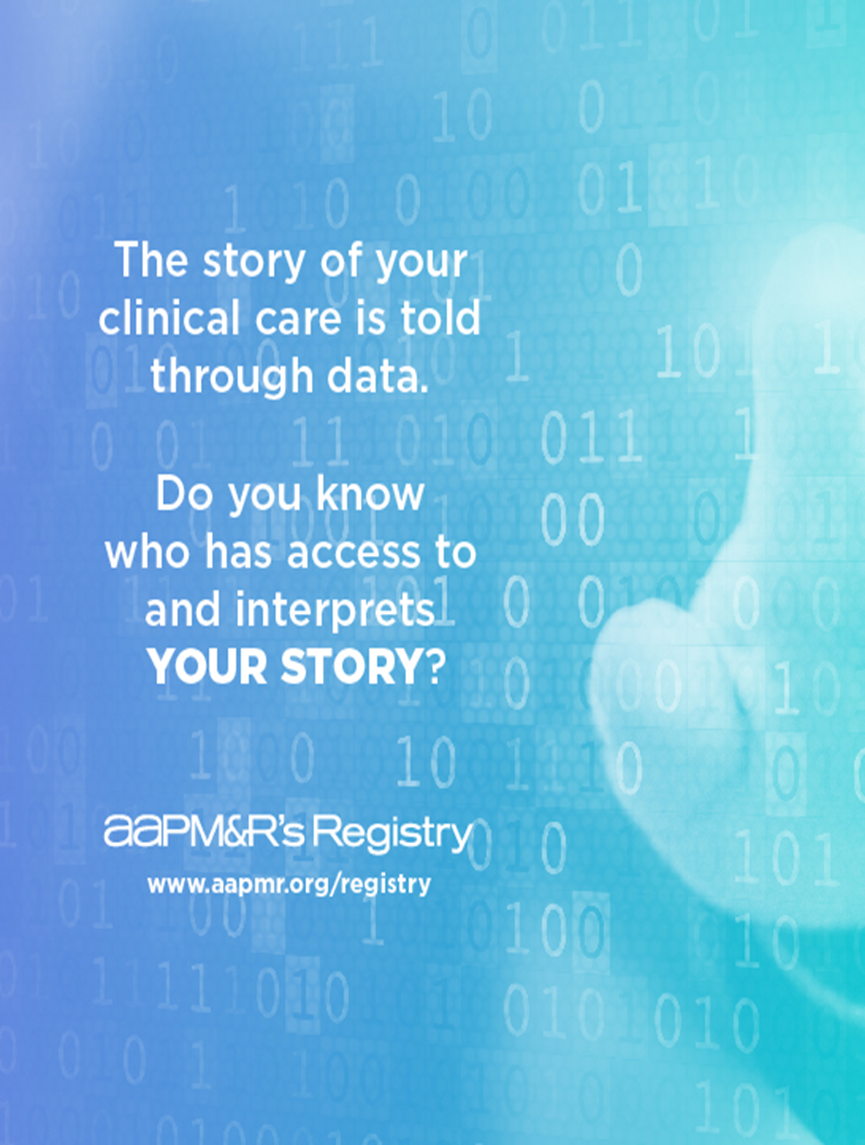 The story of your
clinical care is told
through data.
Do you know
who has access to
and interprets
YOUR STORY?
aaPM&R's Registry
www.aapmr.org/registry